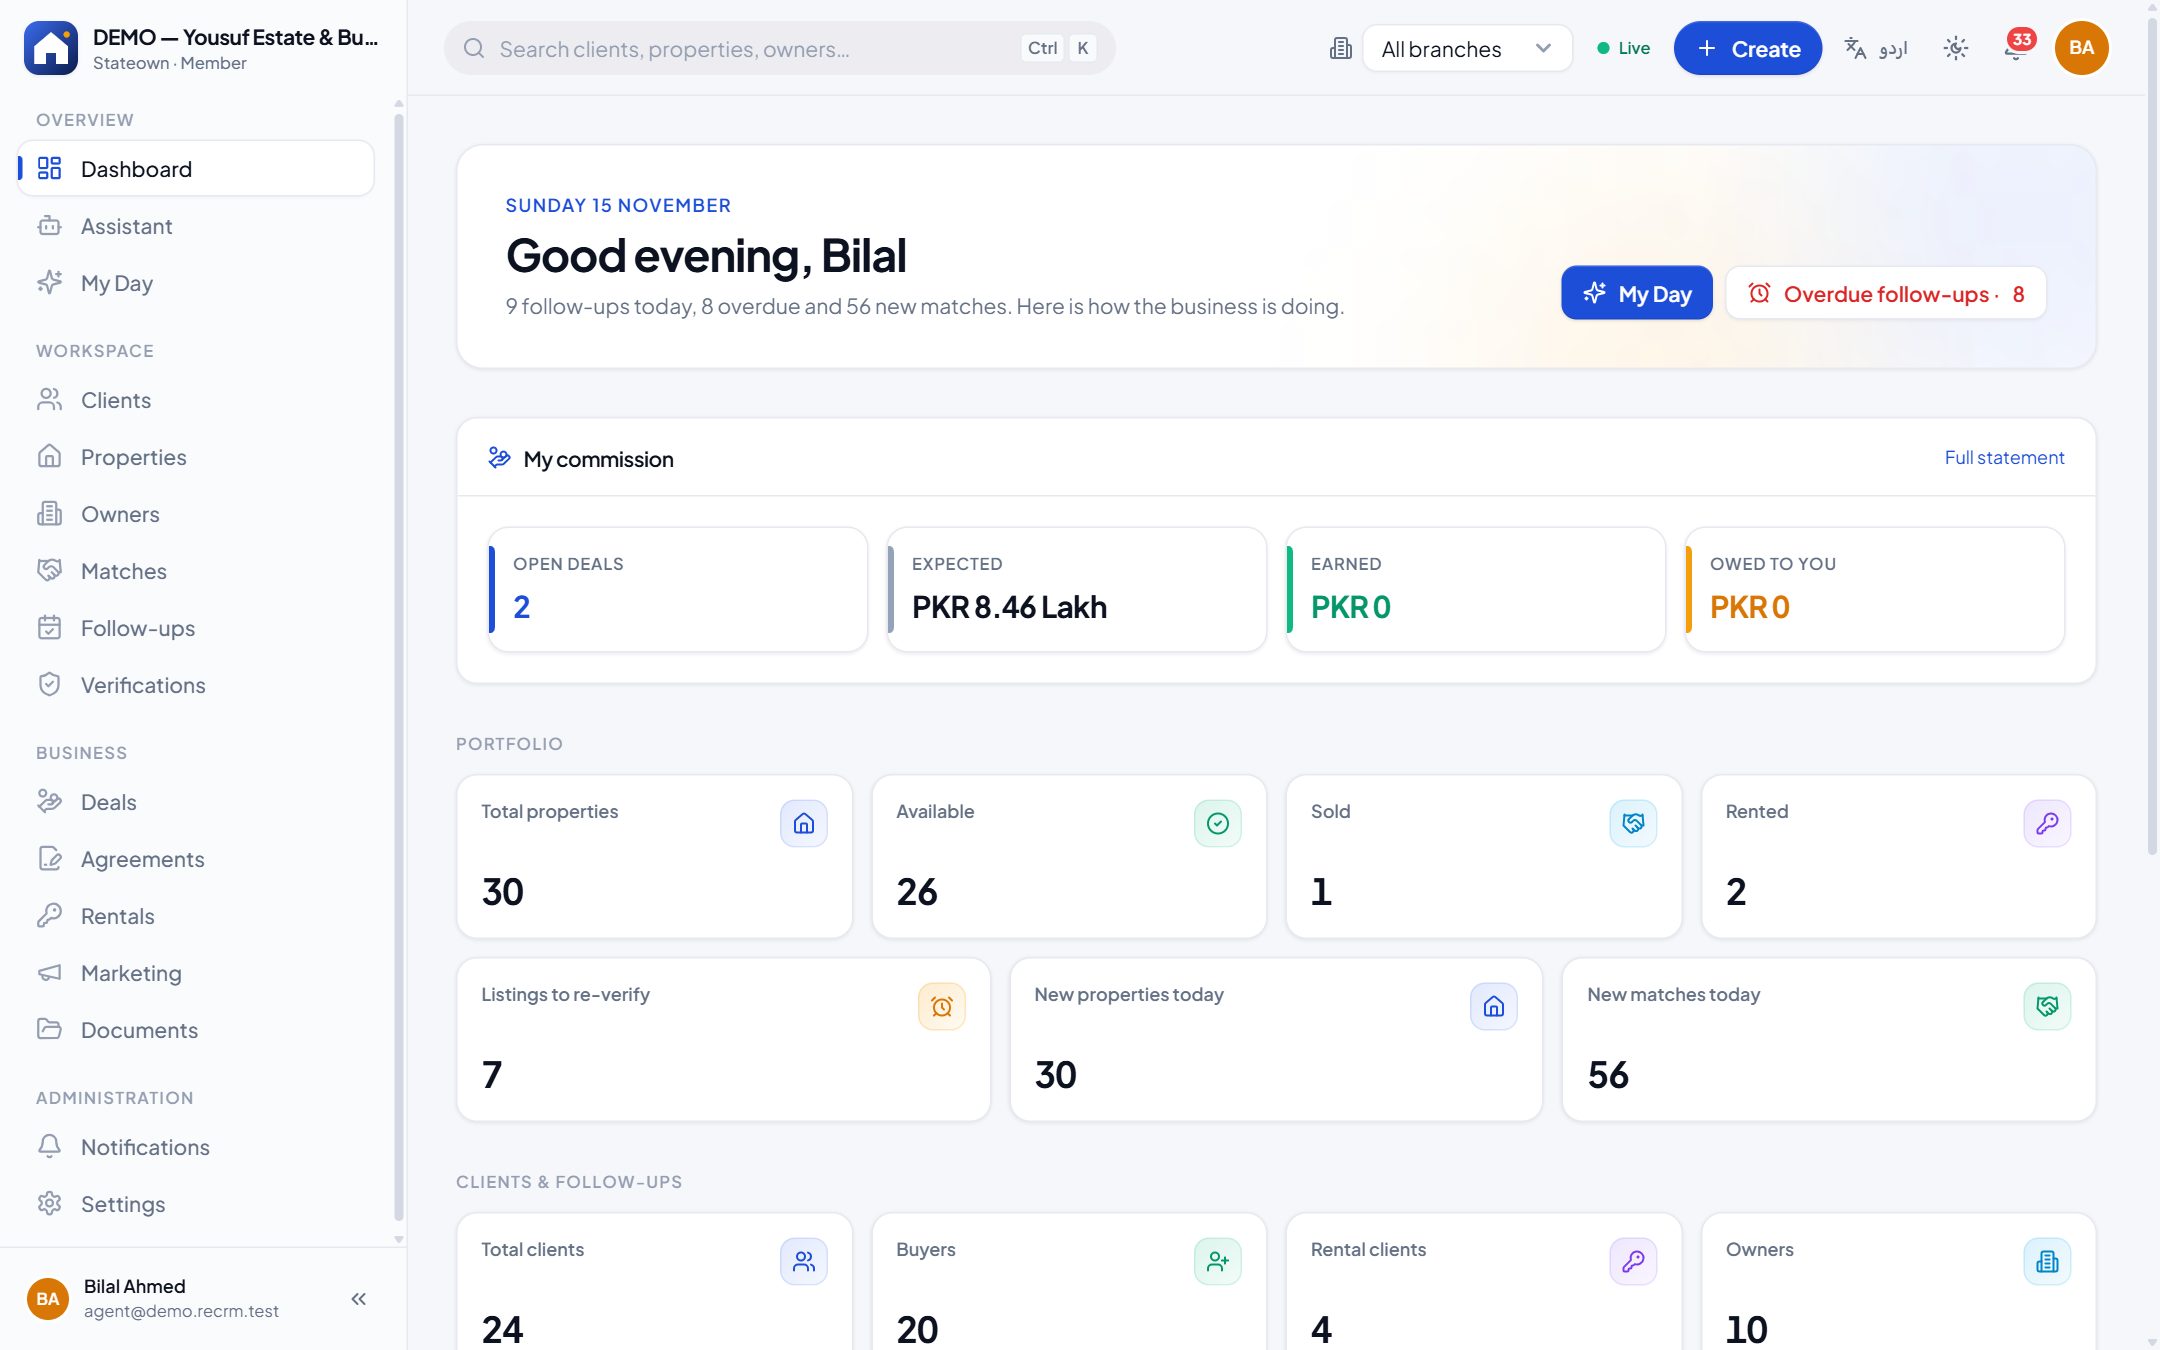 DEMO — Yousuf Estate & Bu...
Stateown · Member
OVERVIEW
Dashboard
Assistant
My Day
WORKSPACE
Clients
Properties
Owners
Matches
Follow-ups
Verifications
BUSINESS
Deals
Agreements
Rentals
Marketing
Documents
ADMINISTRATION
Notifications
Settings
BA
Bilal Ahmed
agent@demo.recrm.test
Search clients, properties, owners... Ctrl K
All branches
Live
Create
اردو
33
BA
SUNDAY 15 NOVEMBER
Good evening, Bilal
9 follow-ups today, 8 overdue and 56 new matches. Here is how the business is doing.
My Day
Overdue follow-ups · 8
My commission
Full statement
OPEN DEALS
2
EXPECTED
PKR 8.46 Lakh
EARNED
PKR 0
OWED TO YOU
PKR 0
PORTFOLIO
Total properties
30
Available
26
Sold
1
Rented
2
Listings to re-verify
7
New properties today
30
New matches today
56
CLIENTS & FOLLOW-UPS
Total clients
24
Buyers
20
Rental clients
4
Owners
10